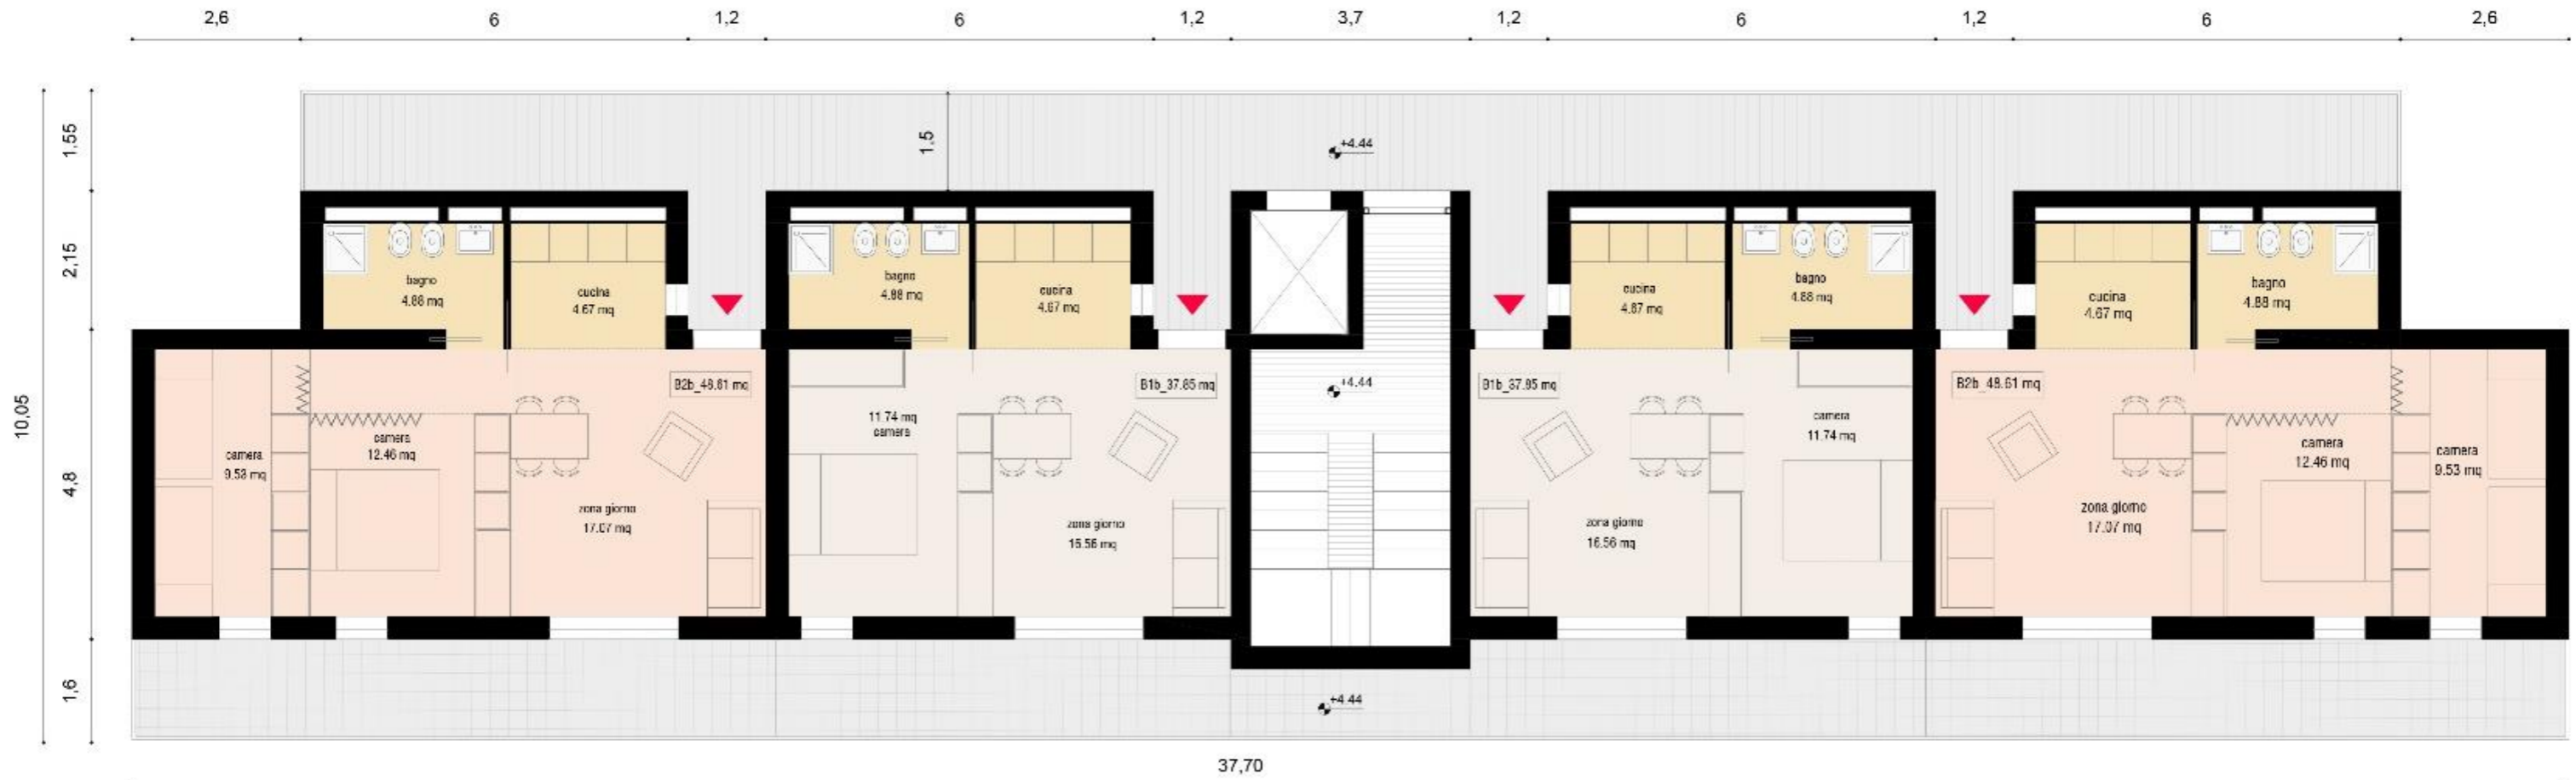 2,6 6 1,2 6 1,2 3,7 1,2 6 1,2 6 2,6
1,55
1,5
+4.44
2,15
bagno
4.88 mq
cucina
4.67 mq
bagno
4.88 mq
cucina
4.67 mq
cucina
4.67 mq
bagno
4.88 mq
cucina
4.67 mq
bagno
4.88 mq
10,05
4,8
B2b_48.61 mq
B1b_37.85 mq
+4.44
B1b_37.85 mq
B2b_48.61 mq
camera
9.53 mq
camera
12.46 mq
zona giorno
17.07 mq
11.74 mq
camera
zona giorno
16.56 mq
zona giorno
16.56 mq
camera
11.74 mq
zona giorno
17.07 mq
camera
12.46 mq
camera
9.53 mq
1,6
+4.44
37,70